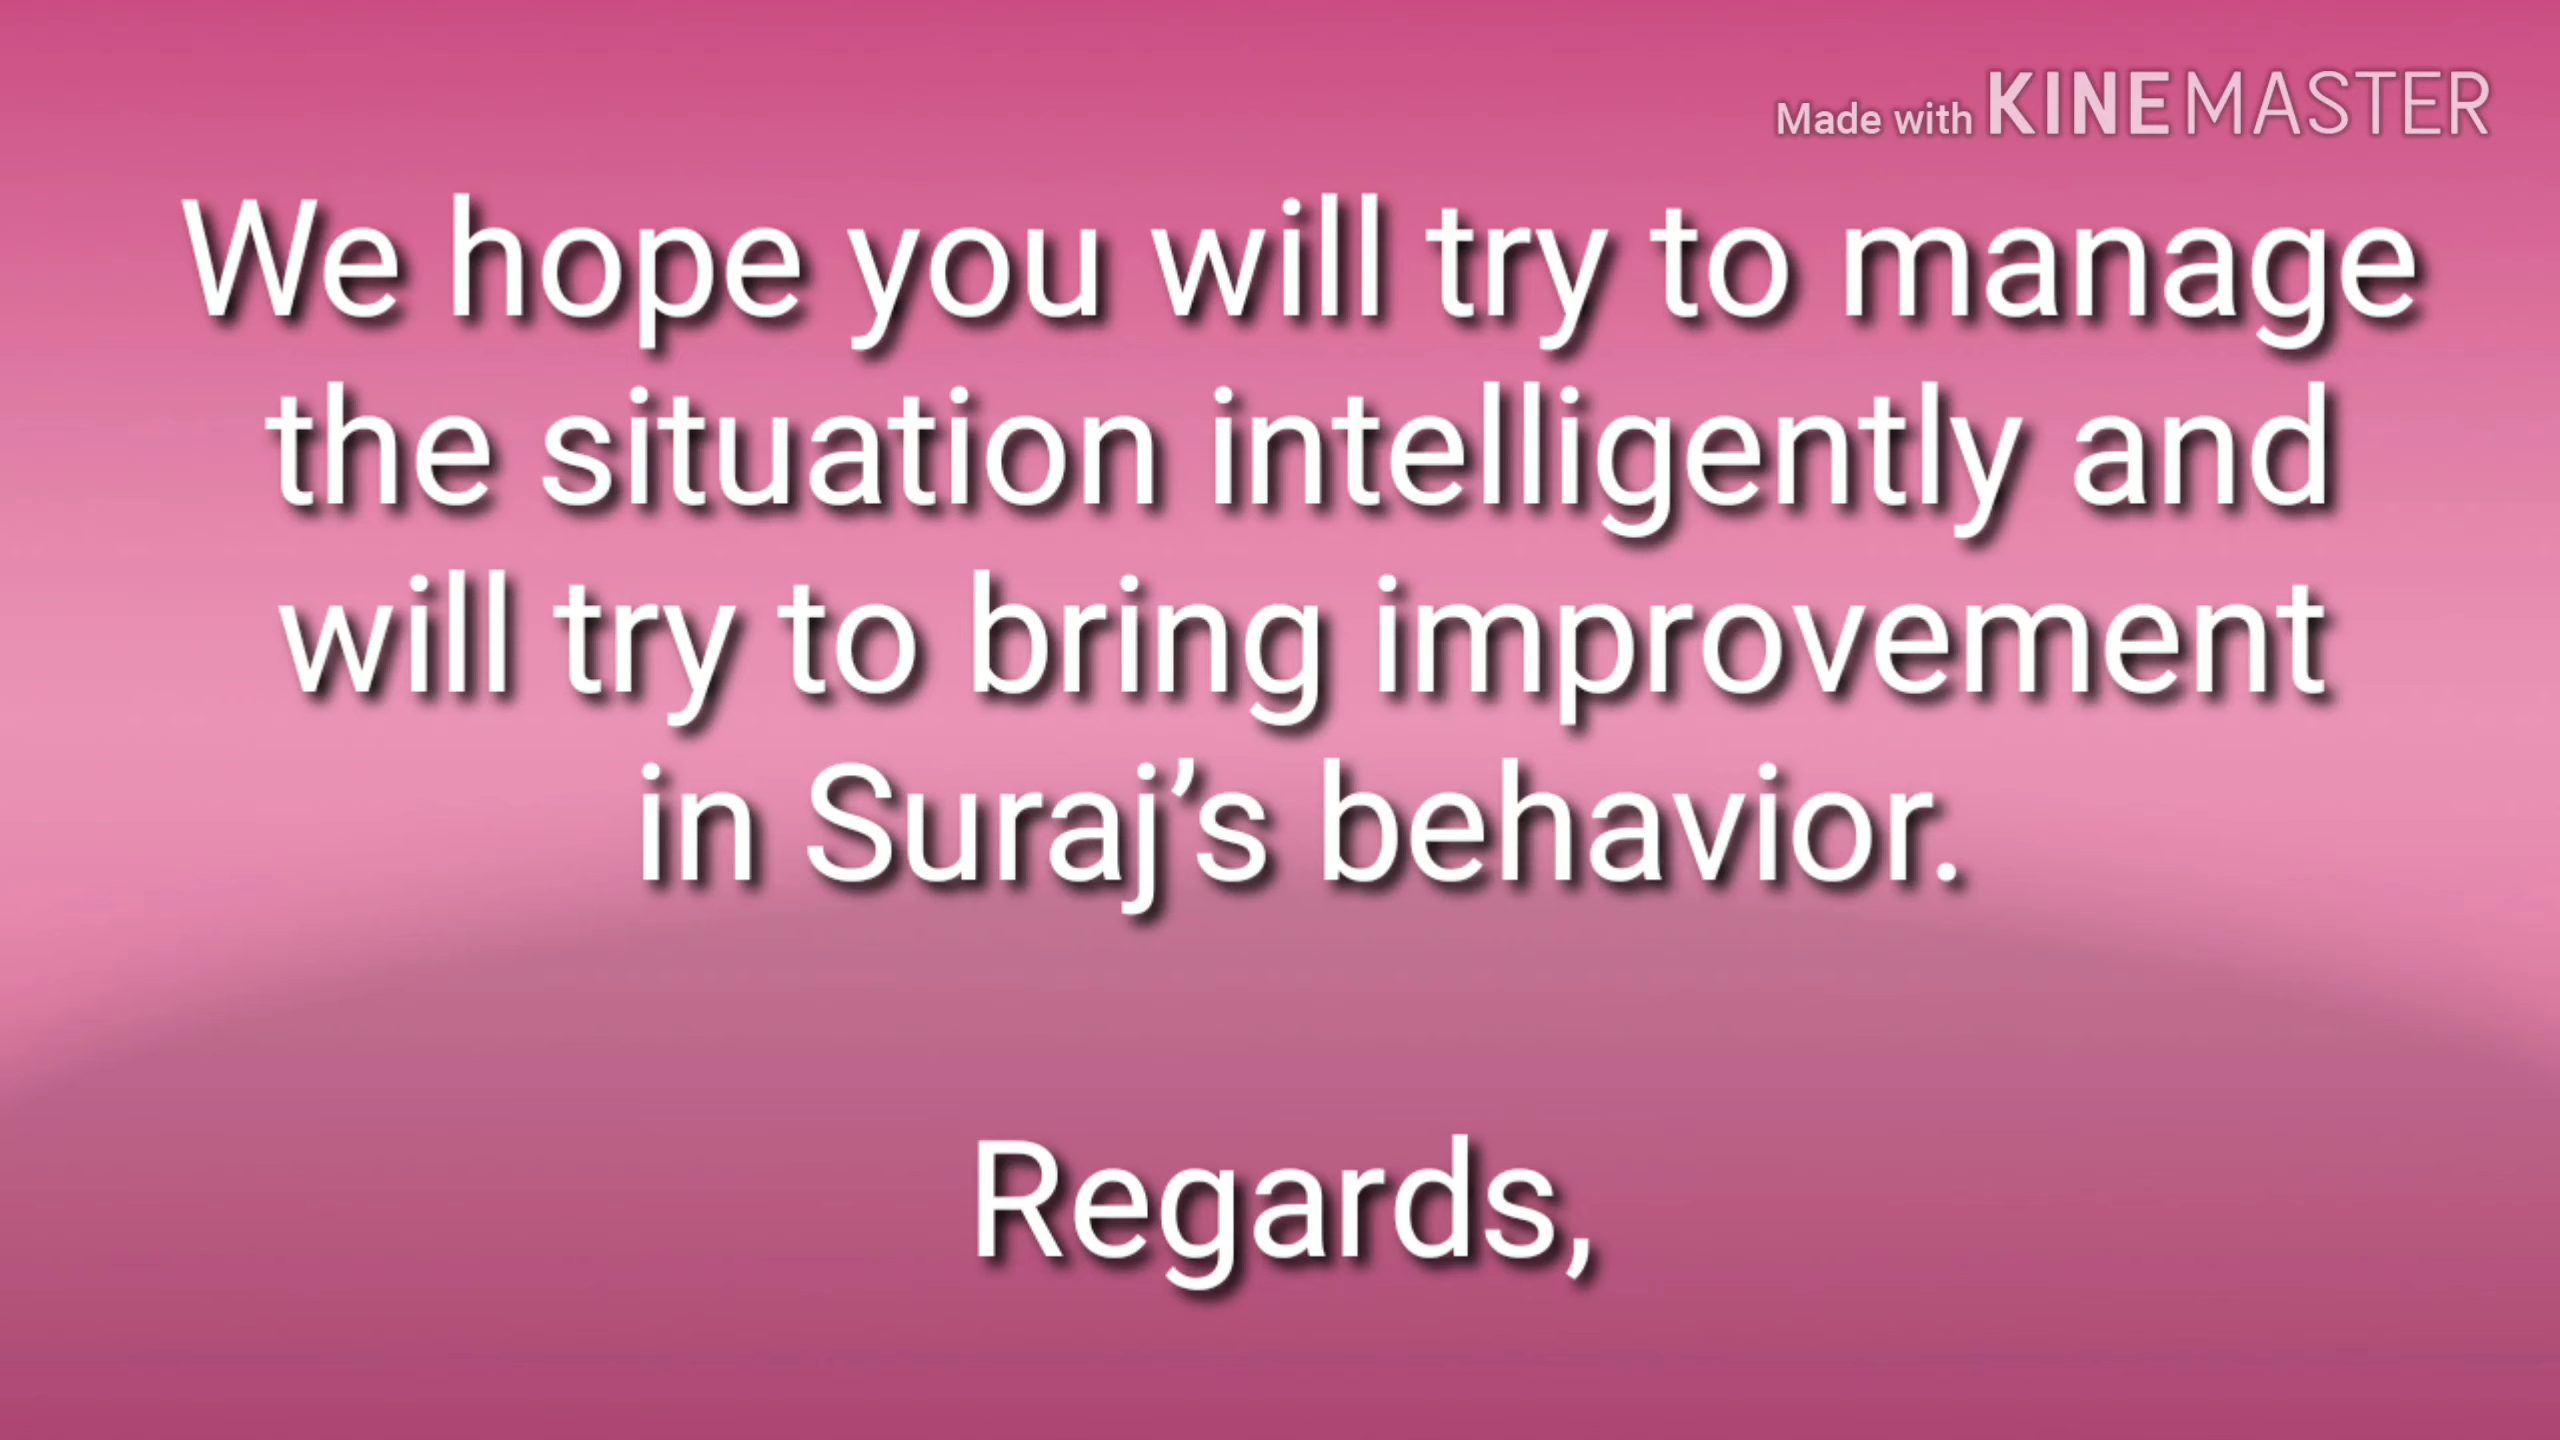 Made with KINEMASTER
We hope you will try to manage
the situation intelligently and
will try to bring improvement
in Suraj’s behavior.
Regards,